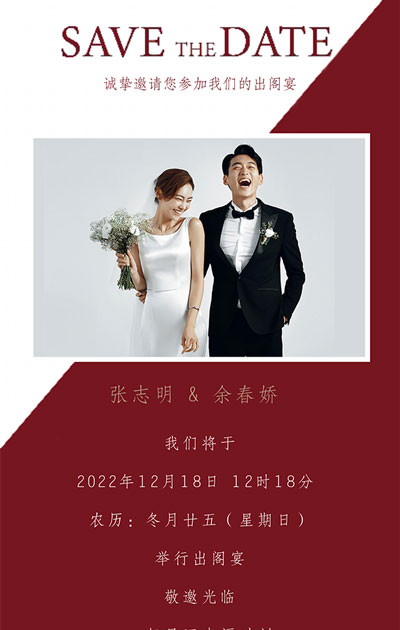 SAVE THE DATE
诚挚邀请您参加我们的出阁宴
张志明 & 余春娇
我们将于
2022年12月18日 12时18分
农历：冬月廿五（星期日）
举行出阁宴
敬邀光临